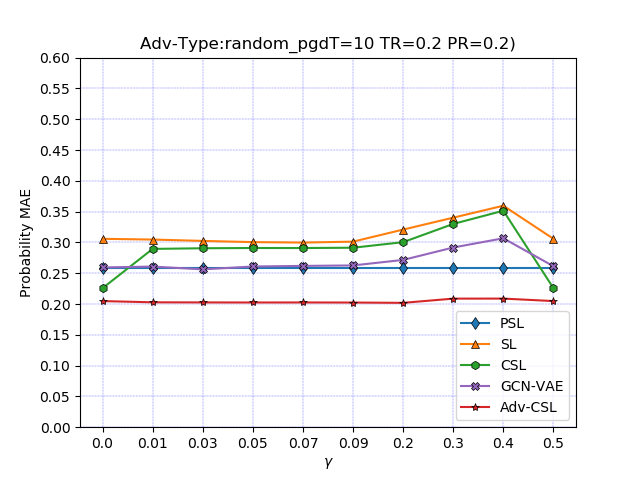 Adv-Type:random_pgdT=10 TR=0.2 PR=0.2)
0.60
0.55
0.50
0.45
0.40
0.35
0.30
0.25
0.20
0.15
0.10
0.05
0.00
Probability MAE
PSL
SL
CSL
GCN-VAE
Adv-CSL
0.0 0.01 0.03 0.05 0.07 0.09 0.2 0.3 0.4 0.5
γ